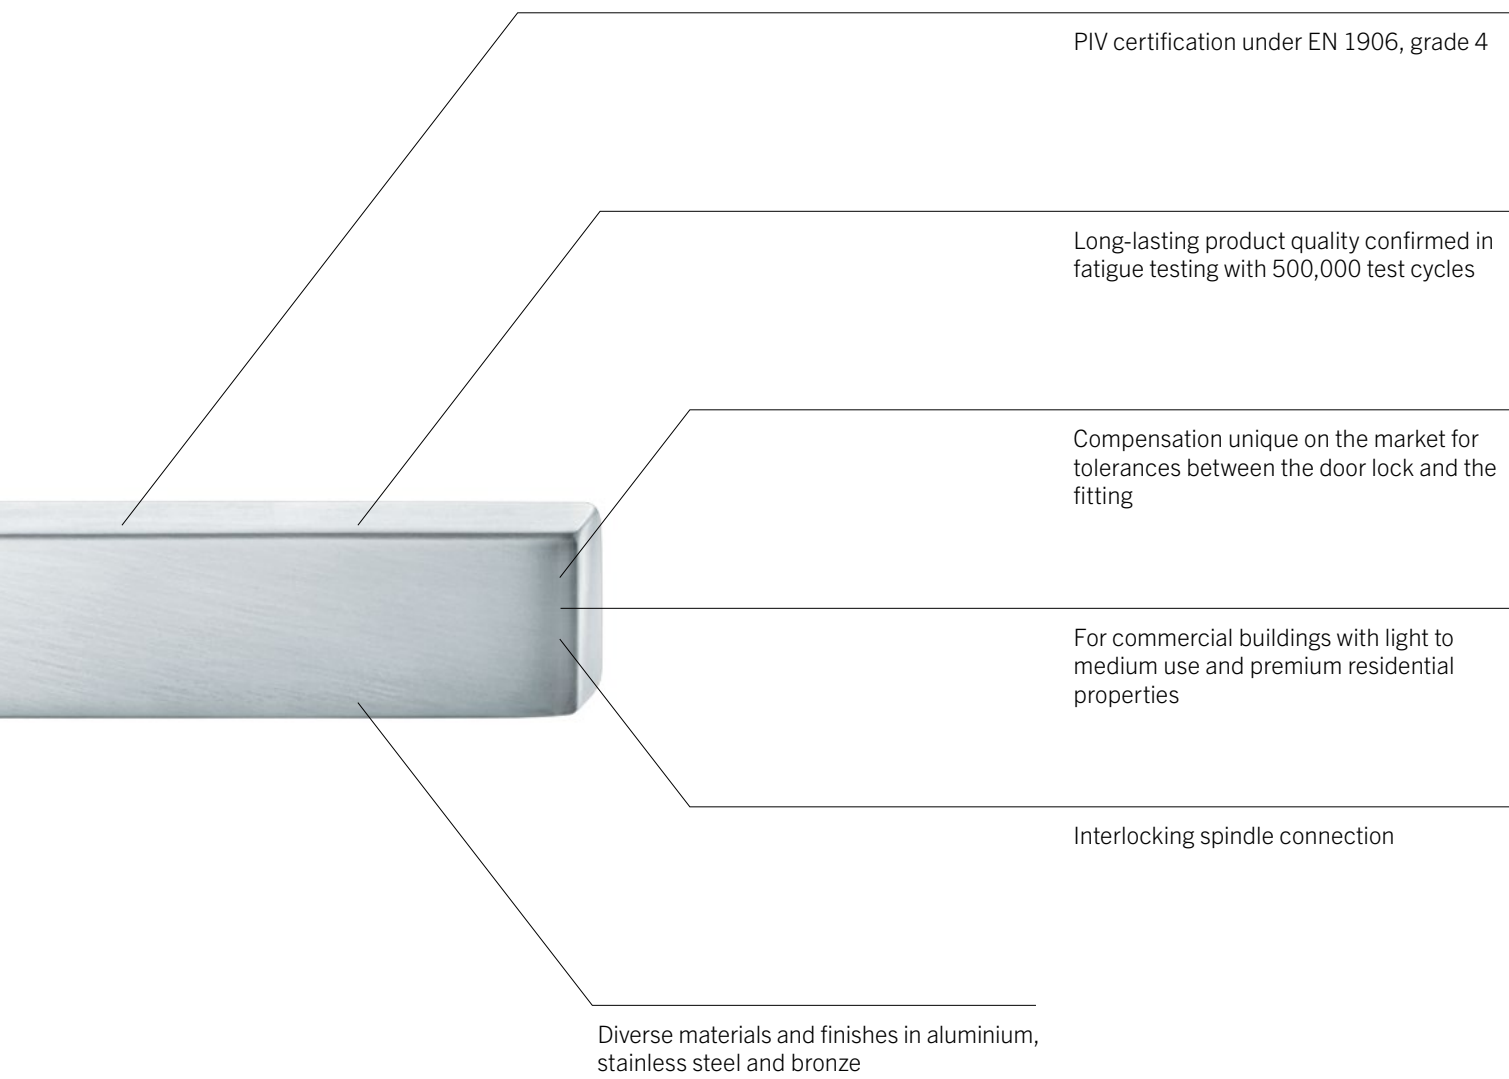 PIV certification under EN 1906, grade 4
Long-lasting product quality confirmed in
fatigue testing with 500,000 test cycles
Compensation unique on the market for
tolerances between the door lock and the
fitting
For commercial buildings with light to
medium use and premium residential
properties
Interlocking spindle connection
Diverse materials and finishes in aluminium,
stainless steel and bronze